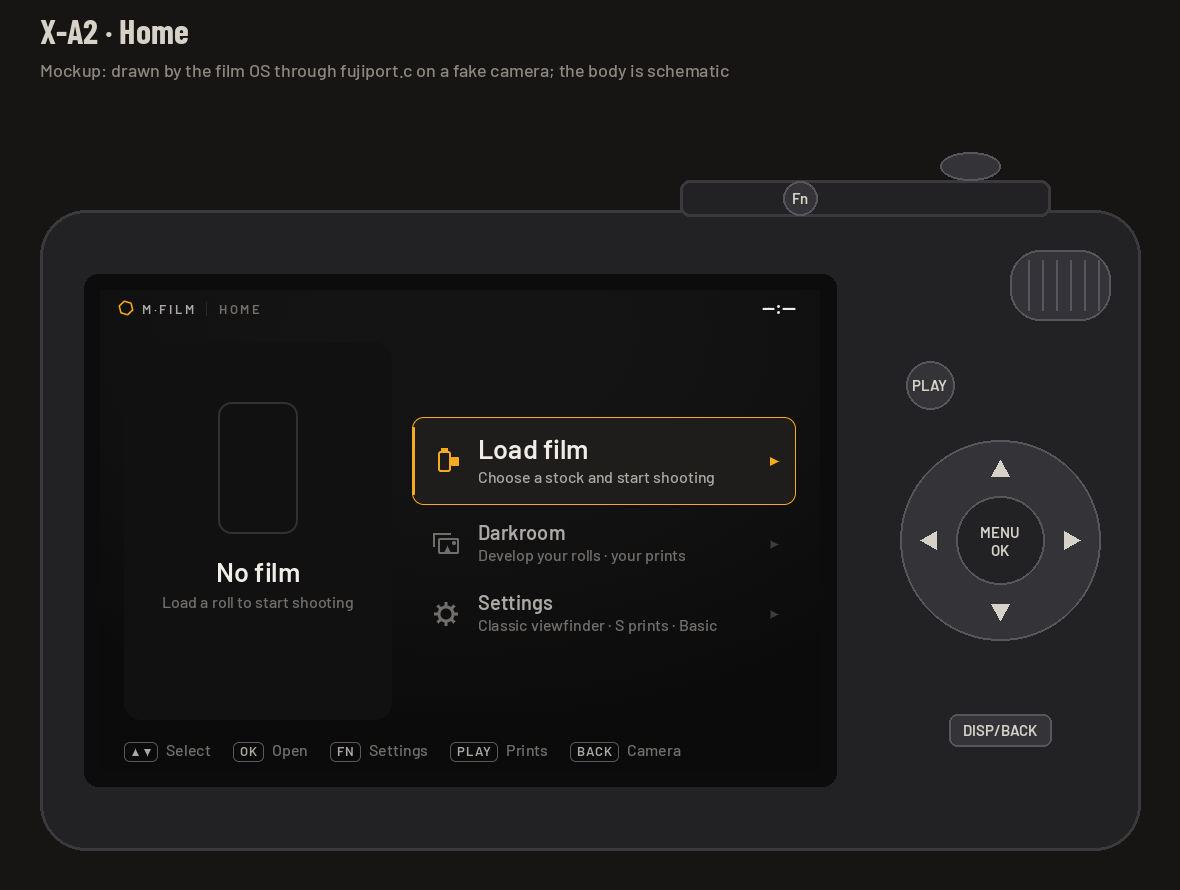 X-A2 · Home
Mockup: drawn by the film OS through fujiport.c on a fake camera; the body is schematic
Fn
M·FILM | HOME
—:—
Load film
Choose a stock and start shooting
No film
Load a roll to start shooting
Darkroom
Develop your rolls · your prints
Settings
Classic viewfinder · S prints · Basic
▲▼ Select OK Open FN Settings PLAY Prints BACK Camera
PLAY
MENU
OK
DISP/BACK